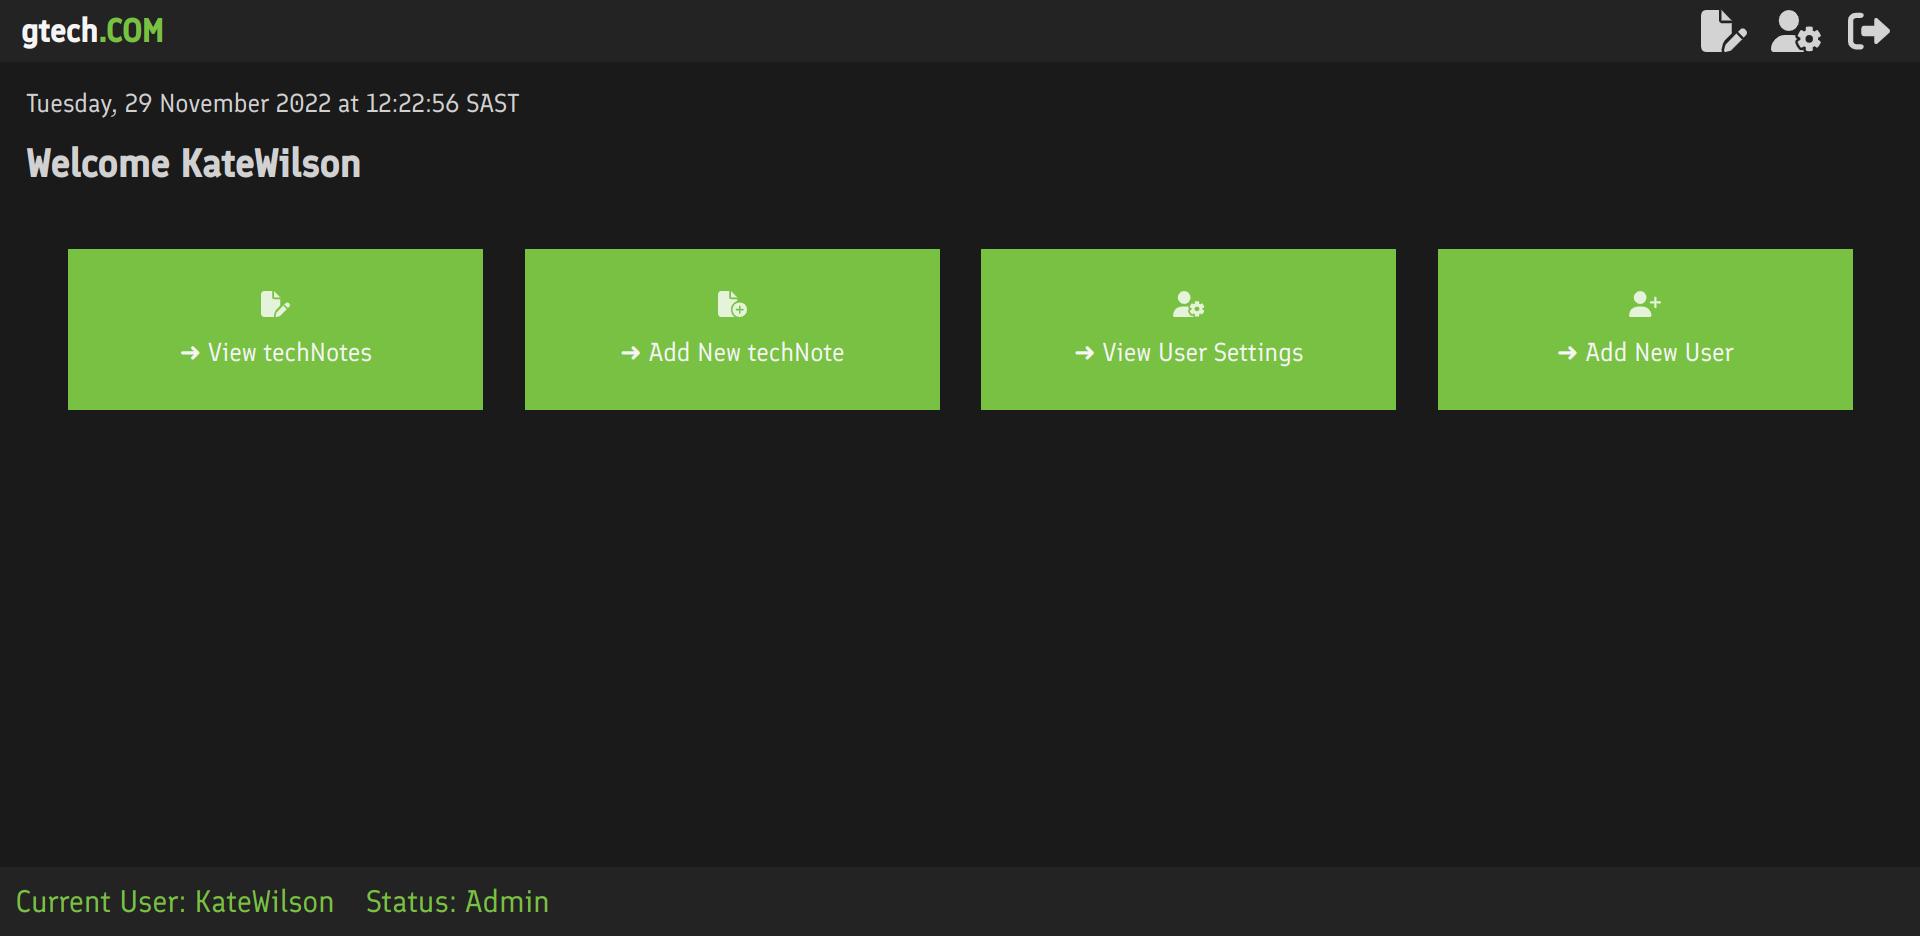 gtech.COM
Tuesday, 29 November 2022 at 12:22:56 SAST
Welcome KateWilson
➜ View techNotes
➜ Add New techNote
➜ View User Settings
➜ Add New User
Current User: KateWilson Status: Admin